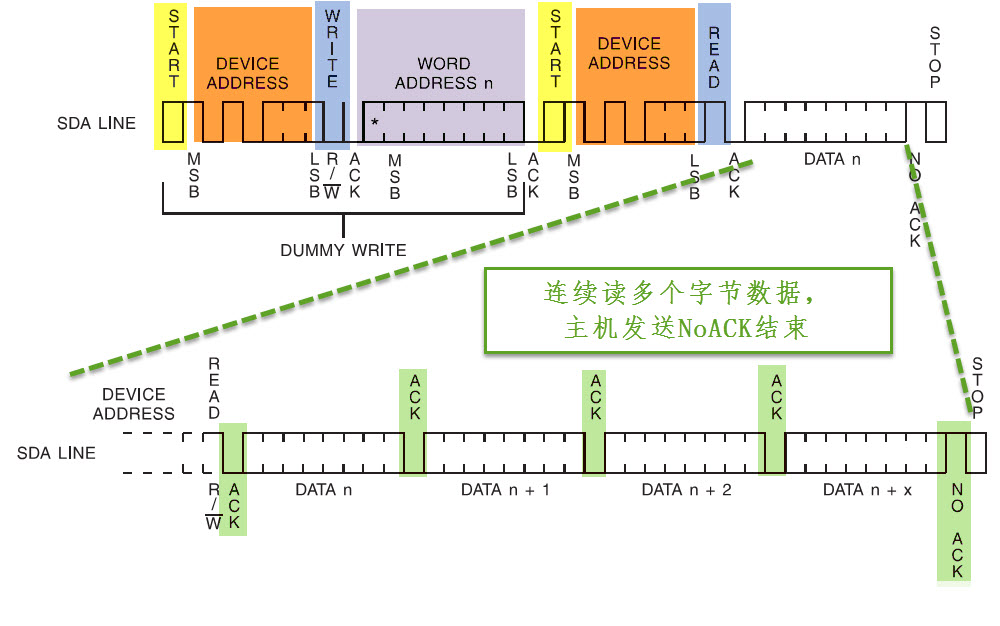 START
DEVICE
ADDRESS
WRITE
WORD
ADDRESS n
START
DEVICE
ADDRESS
READ
STOP
SDA LINE
*
MSB
LSB
R/W̅
ACK
MSB
LSB
ACK
MSB
LSB
ACK
DATA n
NO ACK
DUMMY WRITE
连续读多个字节数据，
主机发送NoACK结束
DEVICE
ADDRESS
READ
ACK
ACK
ACK
STOP
SDA LINE
R/W̅
ACK
DATA n
DATA n + 1
DATA n + 2
DATA n + x
NO ACK